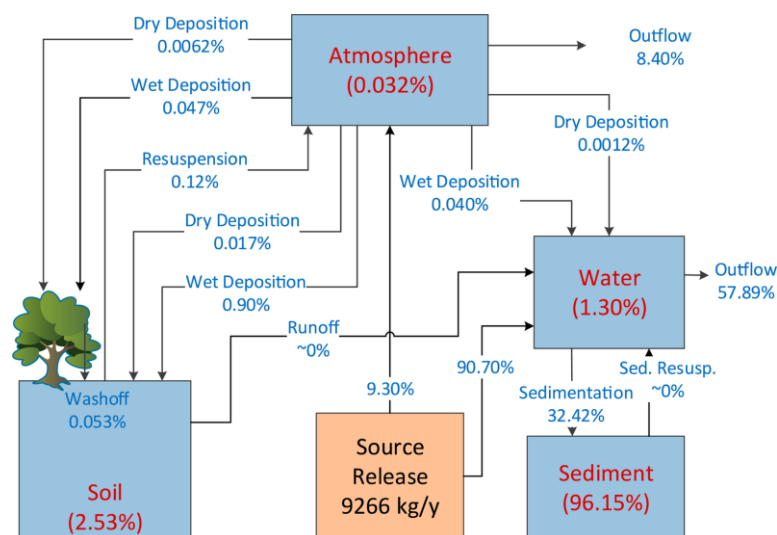 Dry Deposition
0.0062%
Atmosphere
(0.032%)
Outflow
8.40%
Wet Deposition
0.047%
Dry Deposition
0.0012%
Resuspension
0.12%
Wet Deposition
0.040%
Dry Deposition
0.017%
Wet Deposition
0.90%
Water
(1.30%)
Outflow
57.89%
Runoff
~0%
9.30%
90.70%
Sed. Resusp.
~0%
Sedimentation
32.42%
Washoff
0.053%
Soil
(2.53%)
Source
Release
9266 kg/y
Sediment
(96.15%)